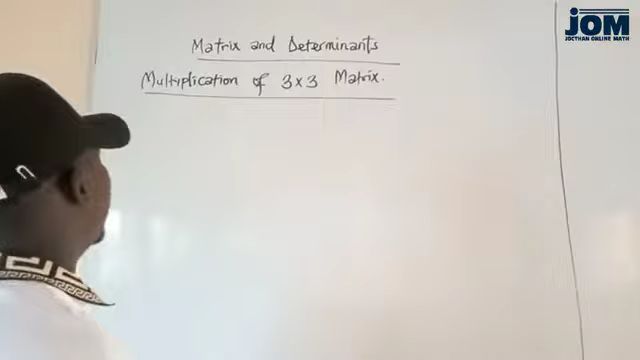 JOM
JOCTHAN ONLINE MATH
Matrix and Determinants
Multiplication of 3x3 Matrix.